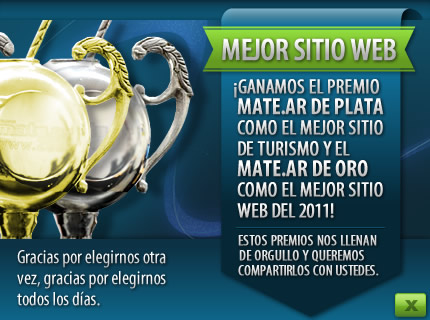 MEJOR SITIO WEB
¡GANAMOS EL PREMIO
MATE.AR DE PLATA
COMO EL MEJOR SITIO
DE TURISMO Y EL
MATE.AR DE ORO
COMO EL MEJOR SITIO
WEB DEL 2011!
ESTOS PREMIOS NOS LLENAN
DE ORGULLO Y QUEREMOS
COMPARTIRLOS CON USTEDES.
Gracias por elegirnos otra
vez, gracias por elegirnos
todos los días.
X